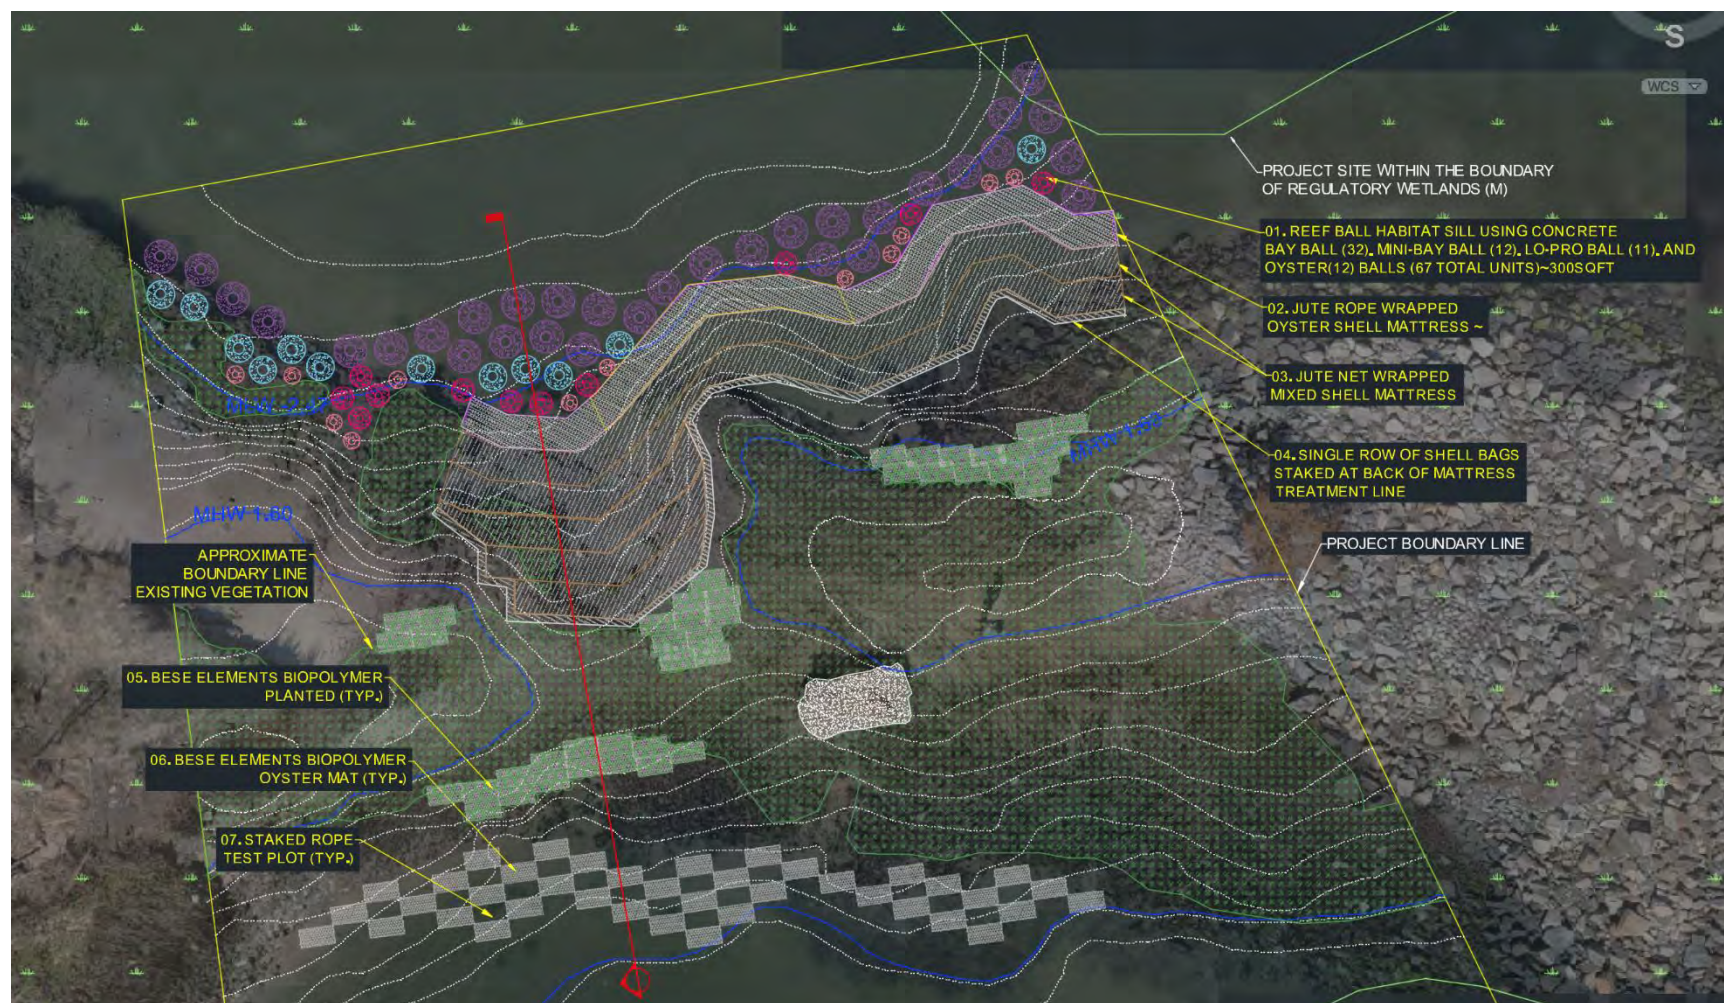 S
WCS
PROJECT SITE WITHIN THE BOUNDARY
OF REGULATORY WETLANDS (M)
01. REEF BALL HABITAT SILL USING CONCRETE
BAY BALL (32), MINI-BAY BALL (12), LO-PRO BALL (11), AND
OYSTER(12) BALLS (67 TOTAL UNITS)~300SQFT
02. JUTE ROPE WRAPPED
OYSTER SHELL MATTRESS ~
03. JUTE NET WRAPPED
MIXED SHELL MATTRESS
04. SINGLE ROW OF SHELL BAGS
STAKED AT BACK OF MATTRESS
TREATMENT LINE
PROJECT BOUNDARY LINE
MHW 1.60
MHW 1.60
APPROXIMATE
BOUNDARY LINE
EXISTING VEGETATION
05. BESE ELEMENTS BIOPOLYMER
PLANTED (TYP.)
06. BESE ELEMENTS BIOPOLYMER
OYSTER MAT (TYP.)
07. STAKED ROPE
TEST PLOT (TYP.)